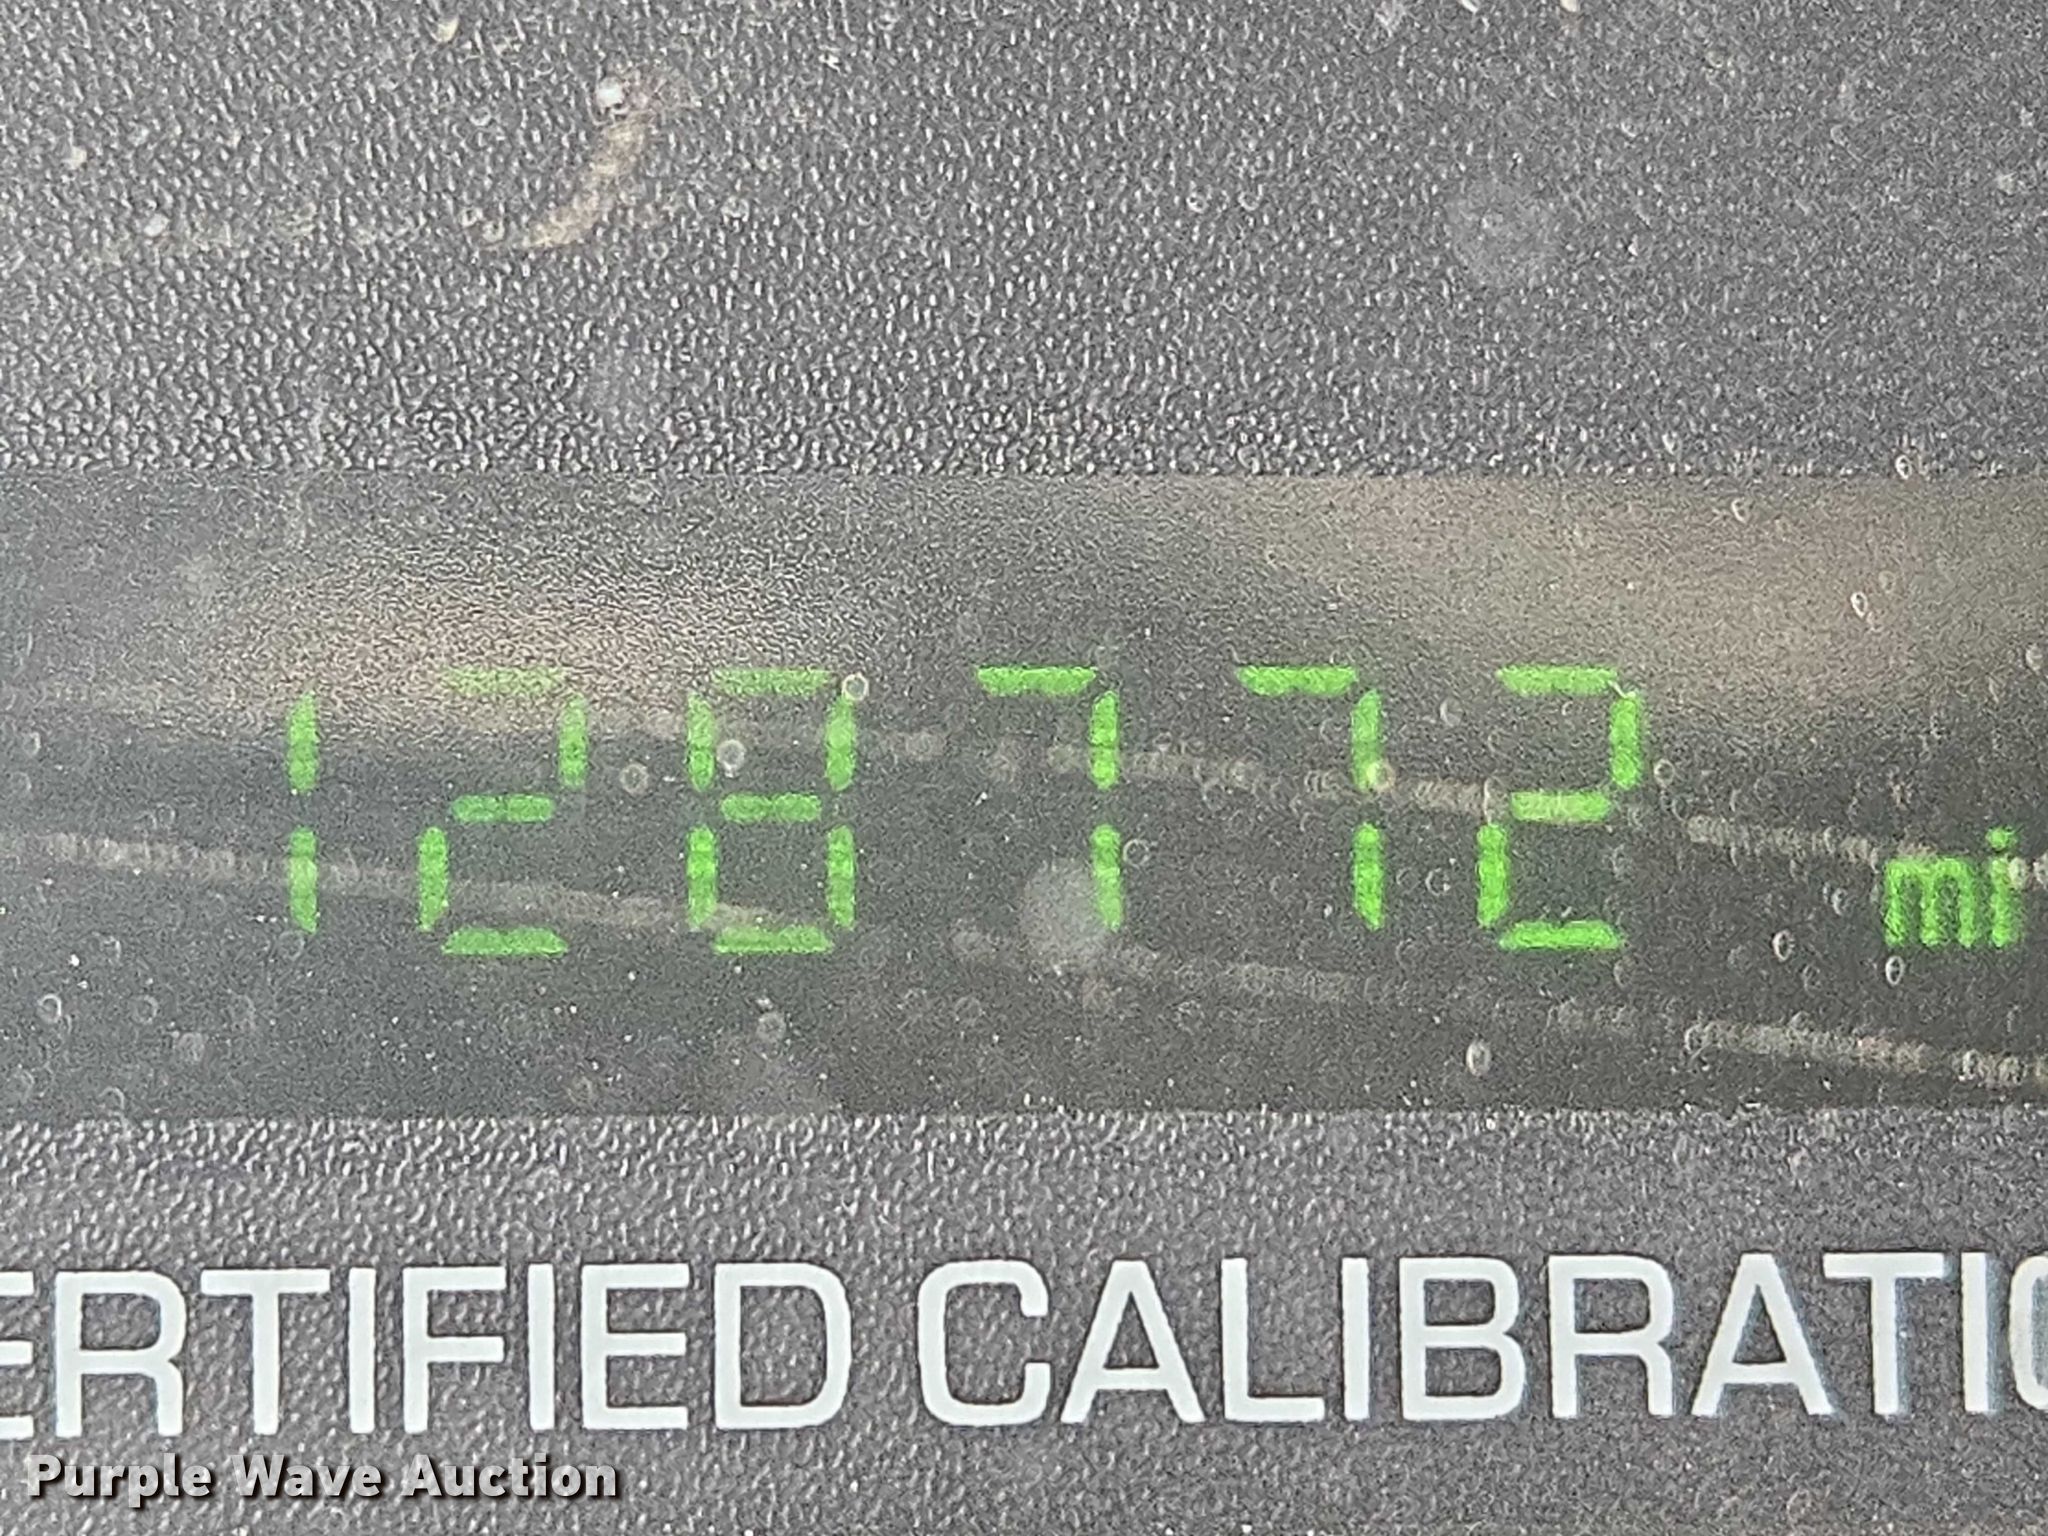 128772 mi
ERTIFIED CALIBRATIO
Purple Wave Auction